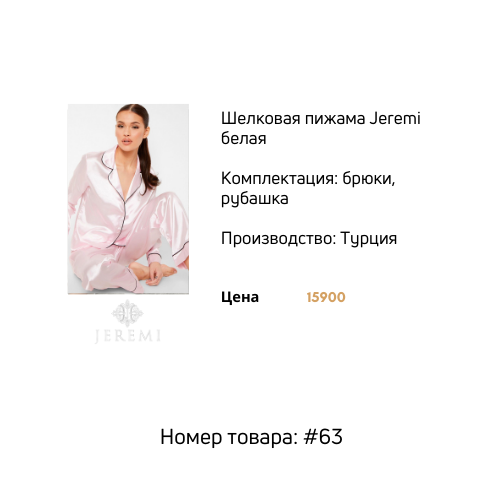 Шелковая пижама Jeremi
белая
Комплектация: брюки,
рубашка
Производство: Турция
Цена 15900
JEREMI
Номер товара: #63